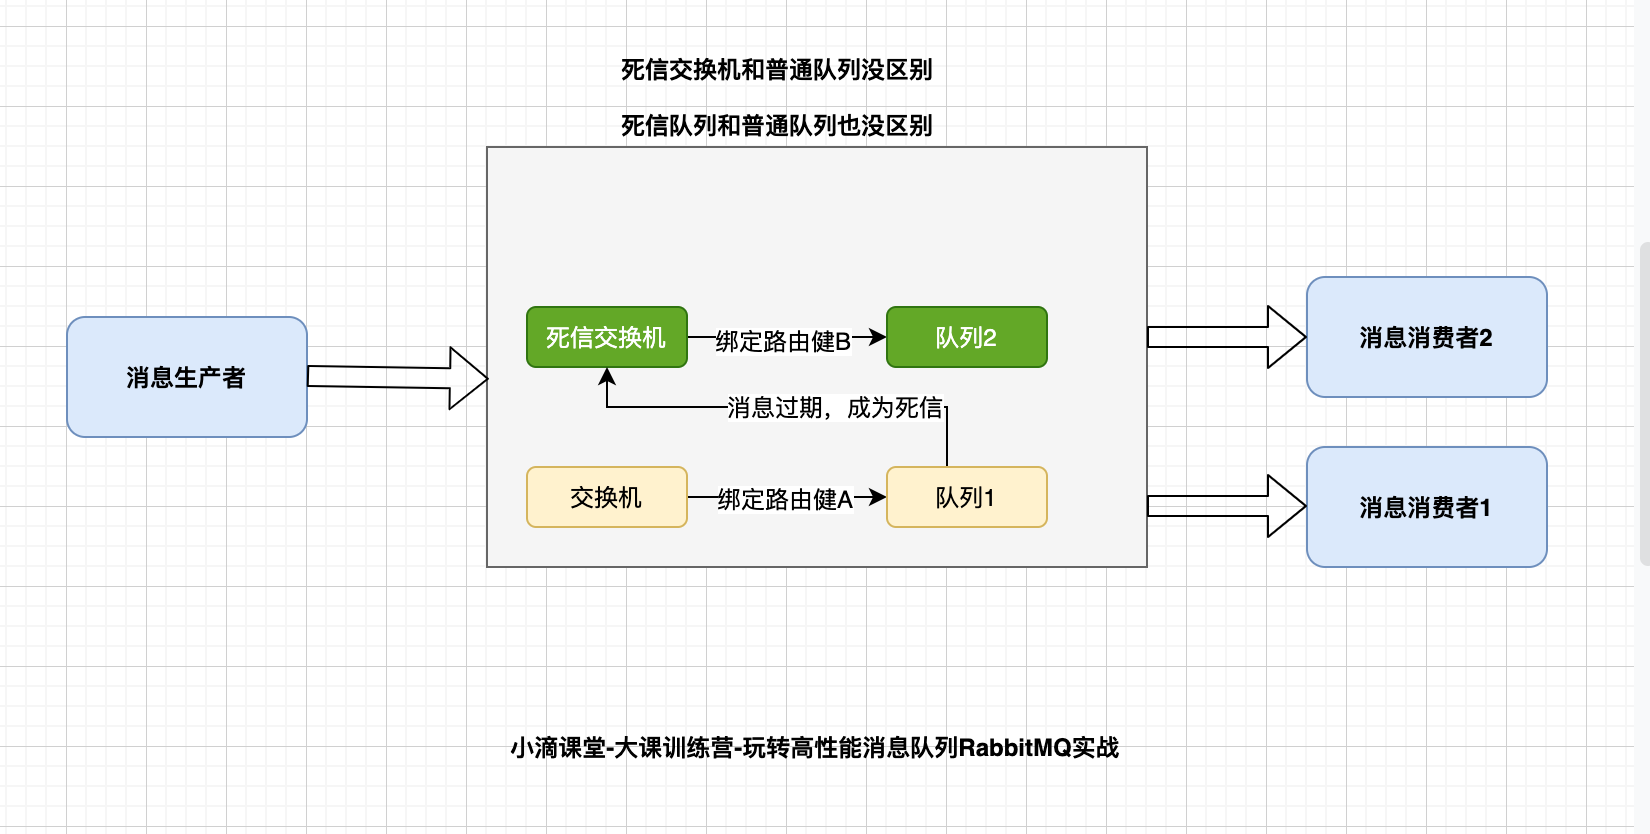 死信交换机和普通队列没区别
死信队列和普通队列也没区别
死信交换机
绑定路由健B
队列2
消息消费者2
消息生产者
消息过期，成为死信
交换机
绑定路由健A
队列1
消息消费者1
小滴课堂-大课训练营-玩转高性能消息队列RabbitMQ实战